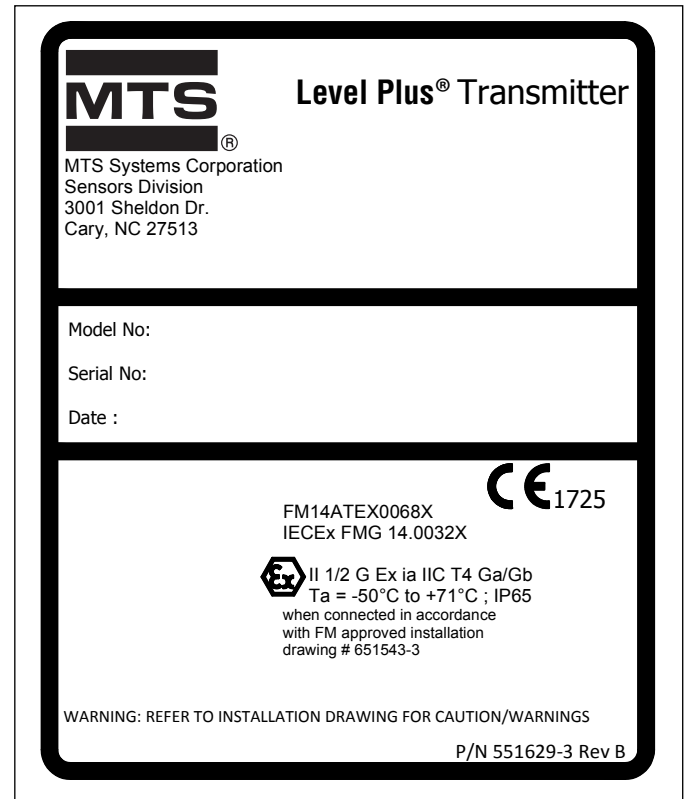 MTS
®
Level Plus® Transmitter
MTS Systems Corporation
Sensors Division
3001 Sheldon Dr.
Cary, NC 27513
Model No:
Serial No:
Date :
CE 1725
FM14ATEX0068X
IECEx FMG 14.0032X
Ex II 1/2 G Ex ia IIC T4 Ga/Gb
Ta = -50°C to +71°C ; IP65
when connected in accordance
with FM approved installation
drawing # 651543-3
WARNING: REFER TO INSTALLATION DRAWING FOR CAUTION/WARNINGS
P/N 551629-3 Rev B